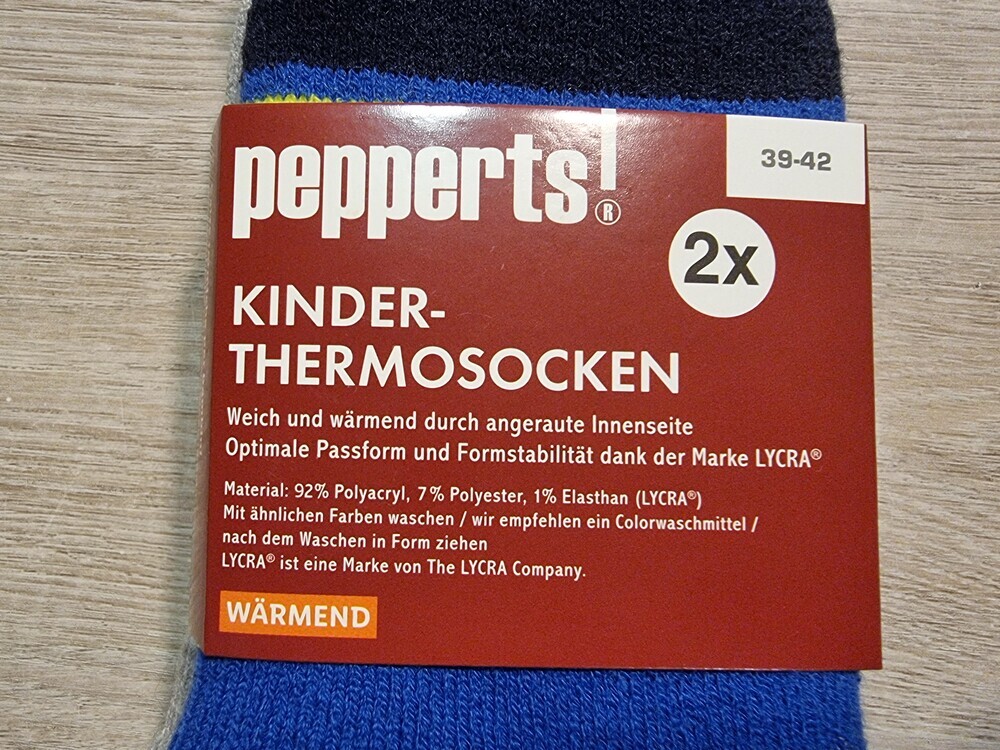 pepperts!®
39-42
2x
KINDER-
THERMOSOCKEN
Weich und wärmend durch angeraute Innenseite
Optimale Passform und Formstabilität dank der Marke LYCRA®
Material: 92% Polyacryl, 7% Polyester, 1% Elasthan (LYCRA®)
Mit ähnlichen Farben waschen / wir empfehlen ein Colorwaschmittel /
nach dem Waschen in Form ziehen
LYCRA® ist eine Marke von The LYCRA Company.
WÄRMEND